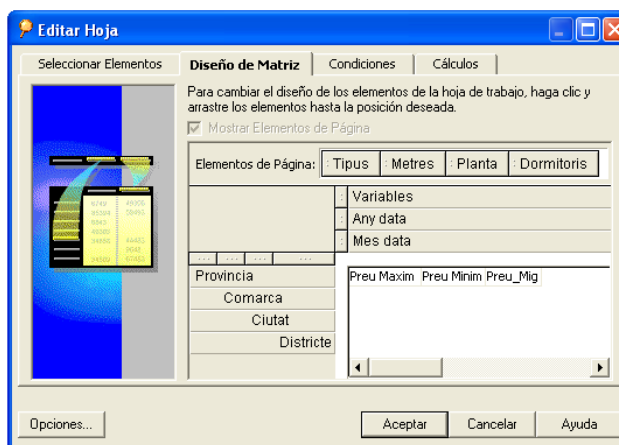 Editar Hoja
Seleccionar Elementos
Diseño de Matriz
Condiciones
Cálculos
Para cambiar el diseño de los elementos de la hoja de trabajo, haga clic y
arrastre los elementos hasta la posición deseada.
Mostrar Elementos de Página
Elementos de Página: Tipus Metres Planta Dormitoris
Variables
Any data
Mes data
Provincia
Comarca
Ciutat
Districte
Preu Maxim Preu Minim Preu_Mig
Opciones...
Aceptar
Cancelar
Ayuda